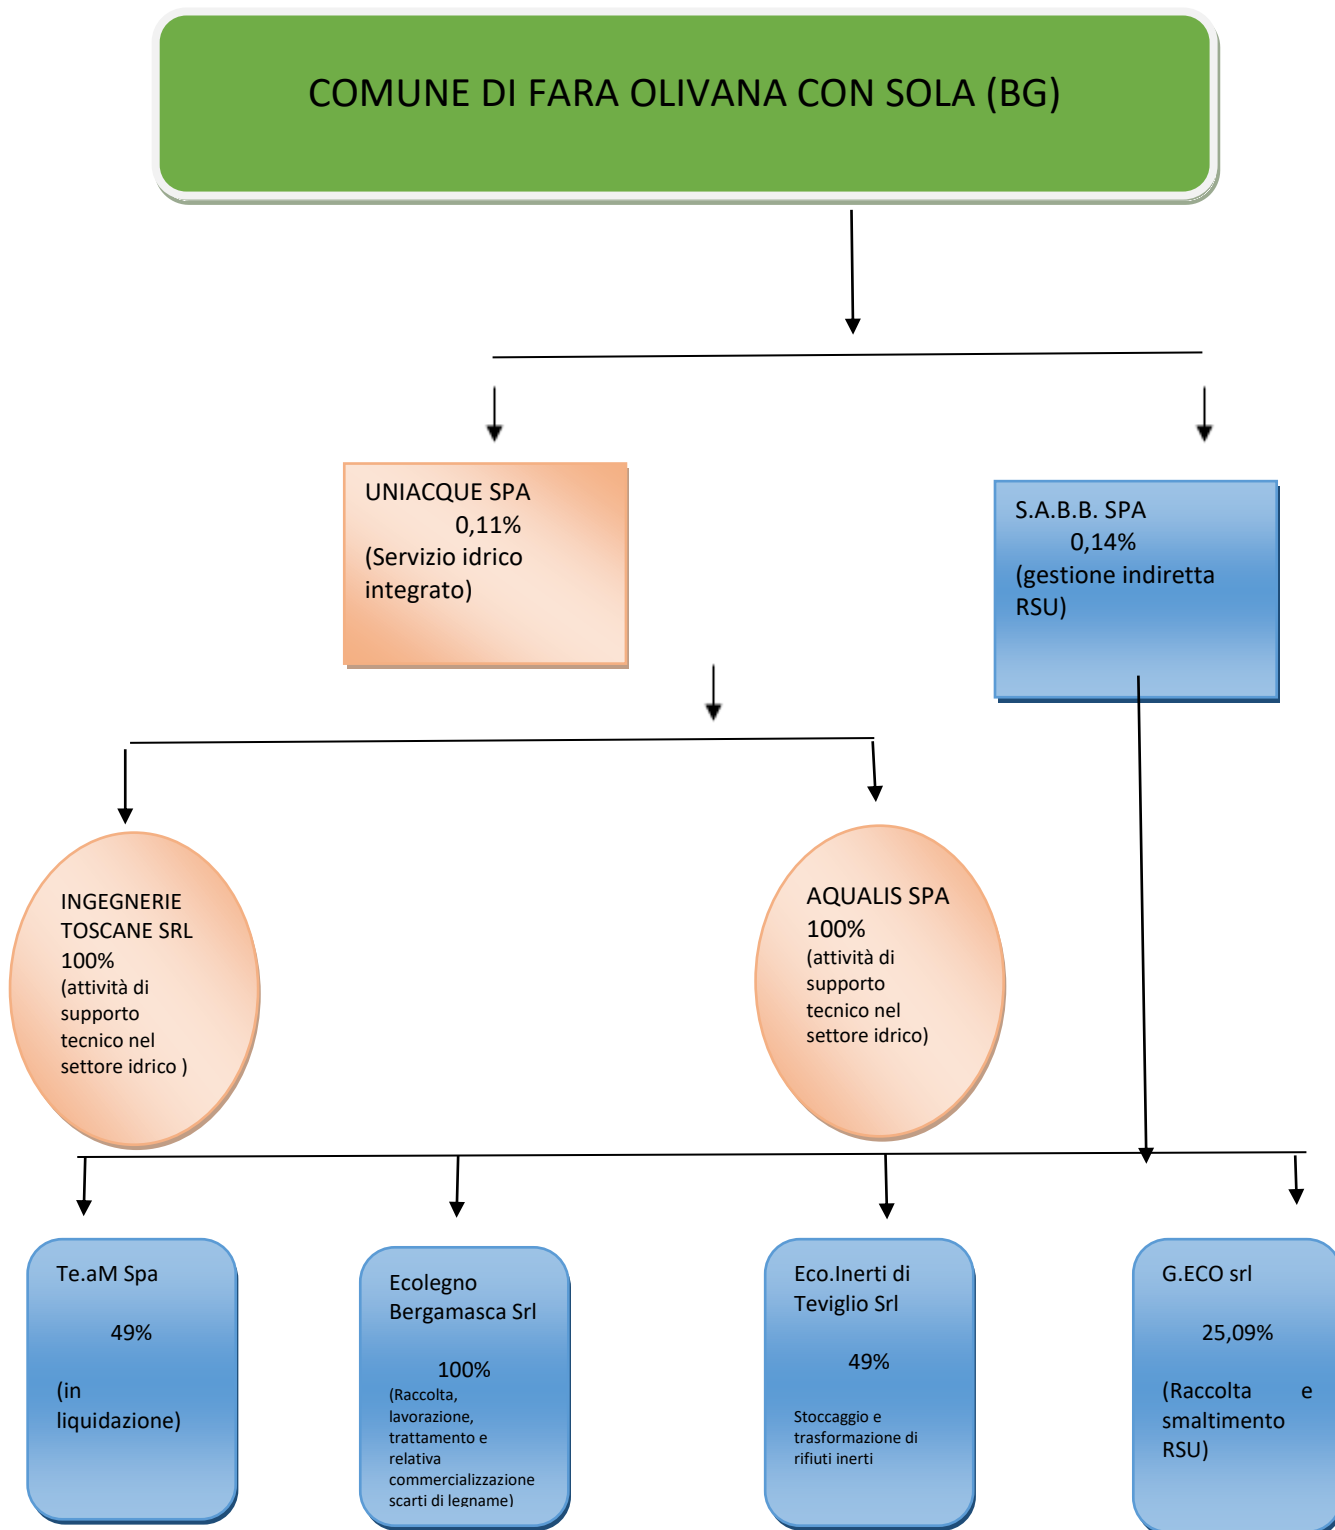 COMUNE DI FARA OLIVANA CON SOLA (BG)
UNIACQUE SPA
0,11%
(Servizio idrico
integrato)
S.A.B.B. SPA
0,14%
(gestione indiretta
RSU)
INGEGNERIE
TOSCANE SRL
100%
(attività di
supporto
tecnico nel
settore idrico )
AQUALIS SPA
100%
(attività di
supporto
tecnico nel
settore idrico)
Te.aM Spa
49%
(in
liquidazione)
Ecolegno
Bergamasca Srl
100%
(Raccolta,
lavorazione,
trattamento e
relativa
commercializzazione
scarti di legname)
Eco.Inerti di
Teviglio Srl
49%
Stoccaggio e
trasformazione di
rifiuti inerti
G.ECO srl
25,09%
(Raccolta e
smaltimento
RSU)